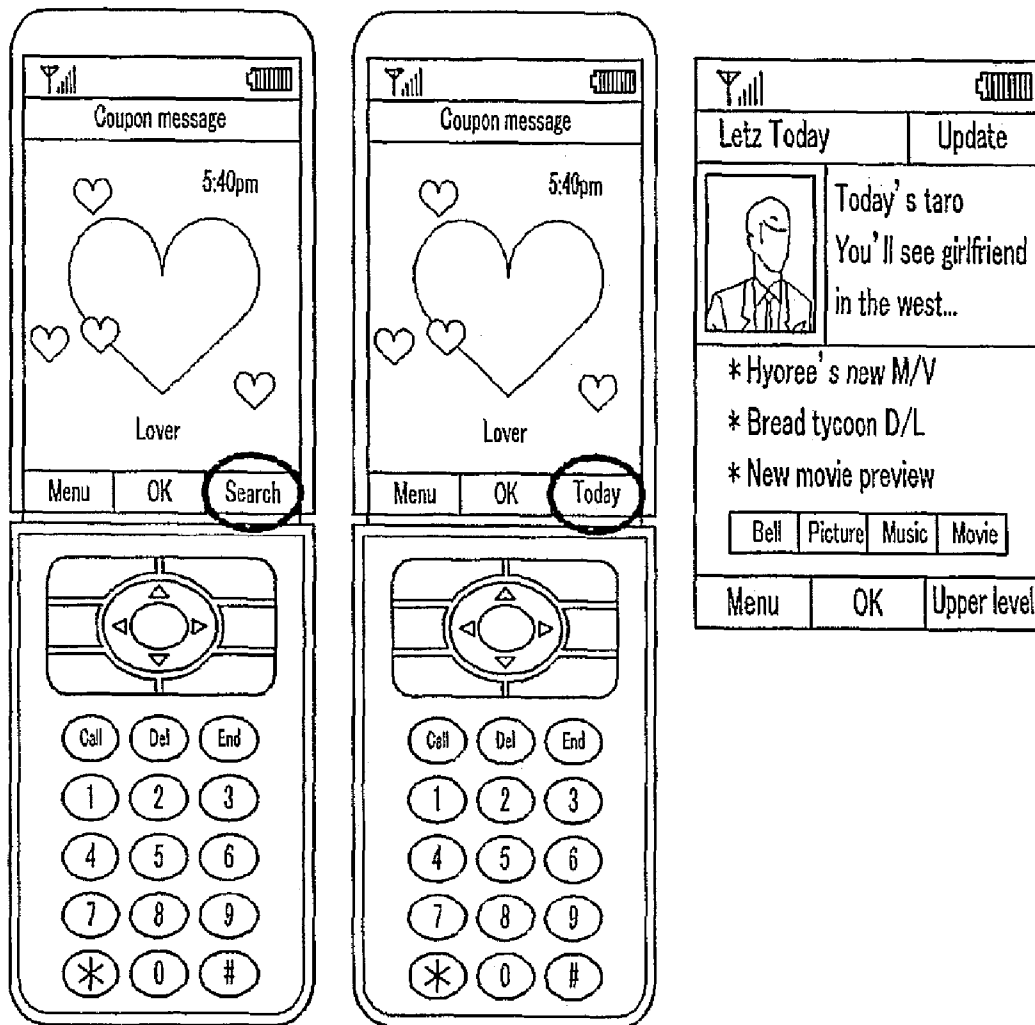 Coupon message
5:40pm
Lover
Menu OK Search
Call Del End
1 2 3
4 5 6
7 8 9
* 0 #
Coupon message
5:40pm
Lover
Menu OK Today
Call Del End
1 2 3
4 5 6
7 8 9
* 0 #
Letz Today Update
Today's taro
You'll see girlfriend
in the west...
* Hyoree's new M/V
* Bread tycoon D/L
* New movie preview
Bell Picture Music Movie
Menu OK Upper level